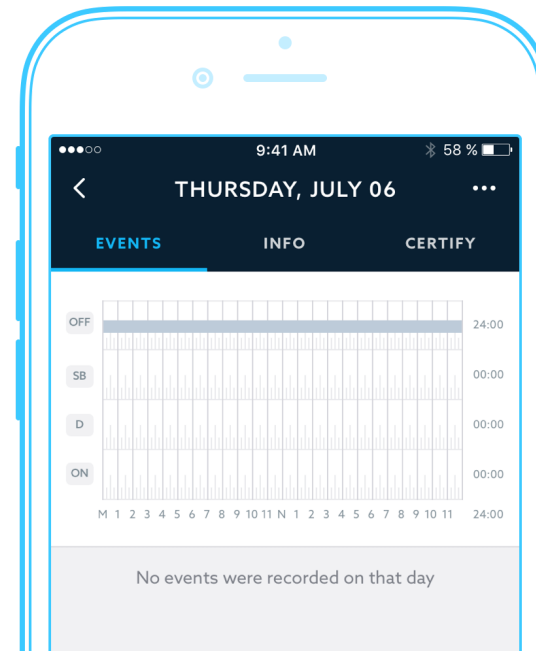 9:41 AM 58 %
THURSDAY, JULY 06
EVENTS INFO CERTIFY
OFF 24:00
SB 00:00
D 00:00
ON 00:00
M 1 2 3 4 5 6 7 8 9 10 11 N 1 2 3 4 5 6 7 8 9 10 11 24:00
No events were recorded on that day